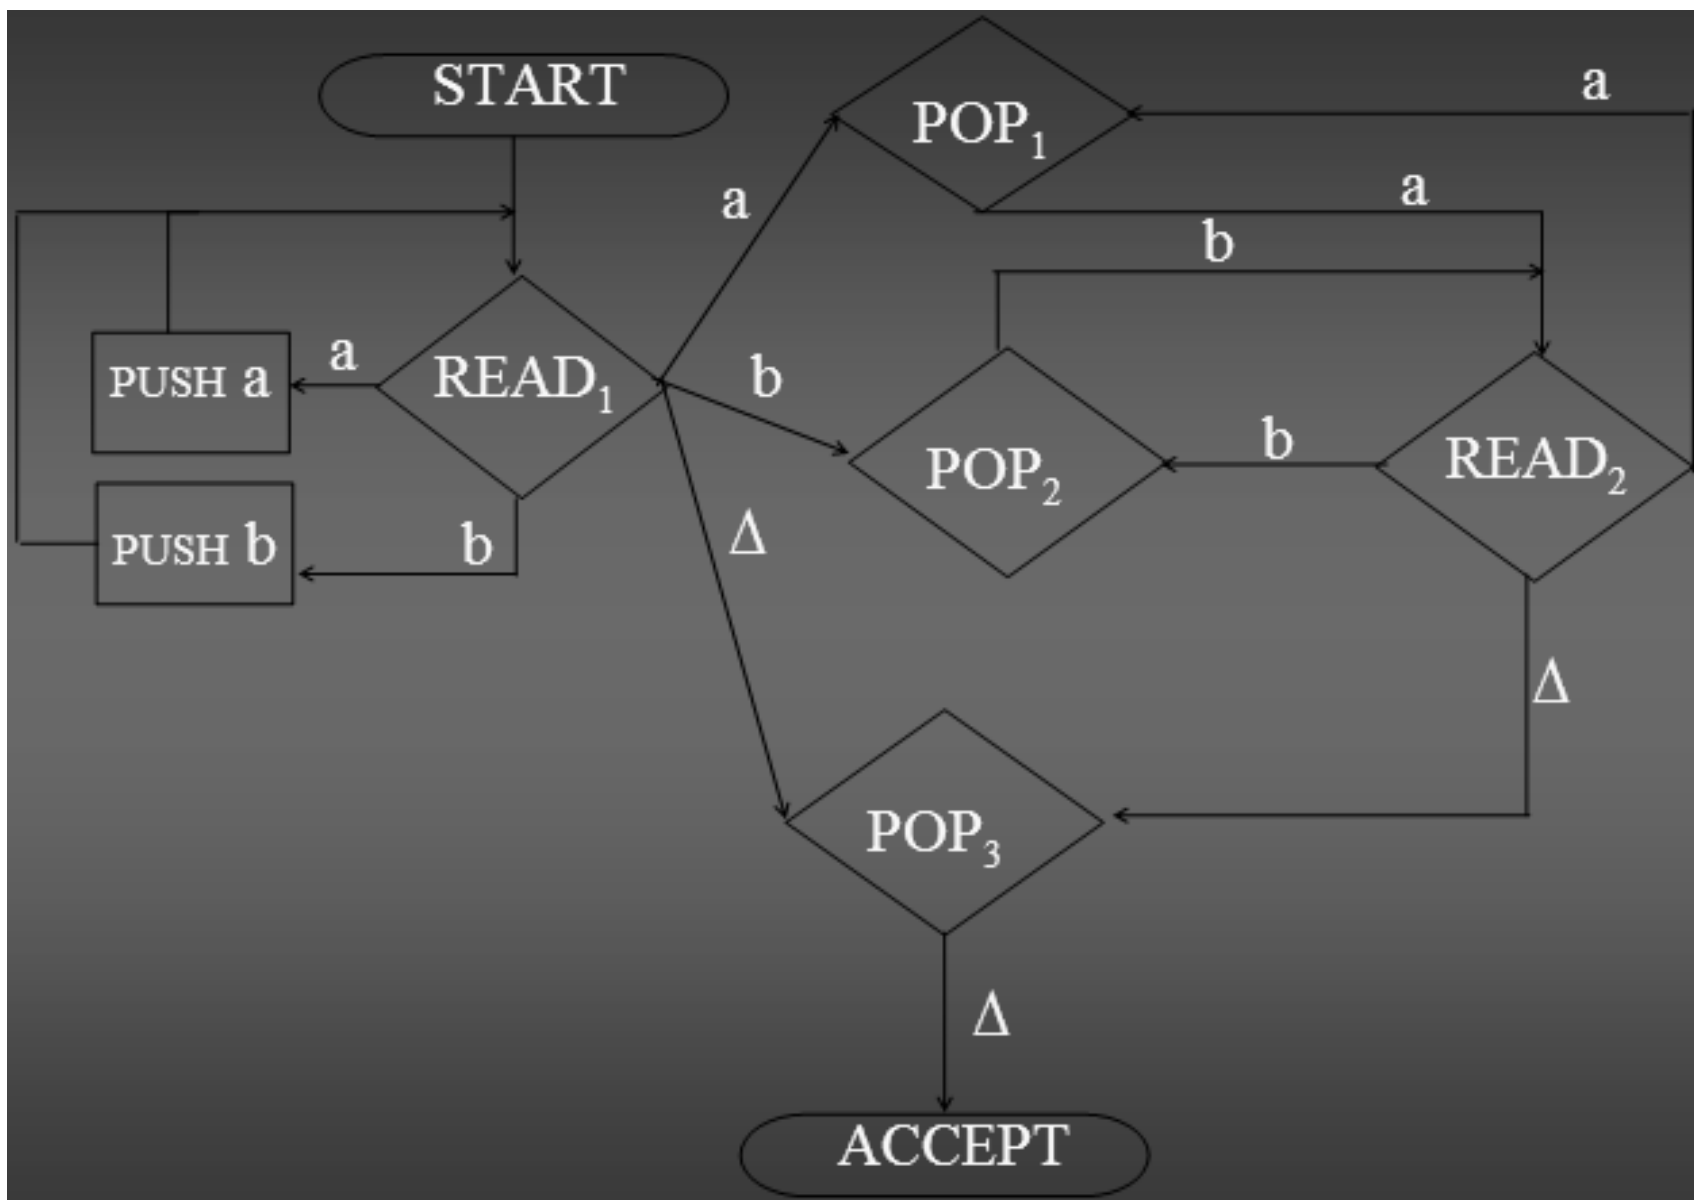 START
POP₁
a
a
a
b
PUSH a
a
READ₁
b
POP₂
b
READ₂
PUSH b
b
Δ
Δ
POP₃
Δ
ACCEPT